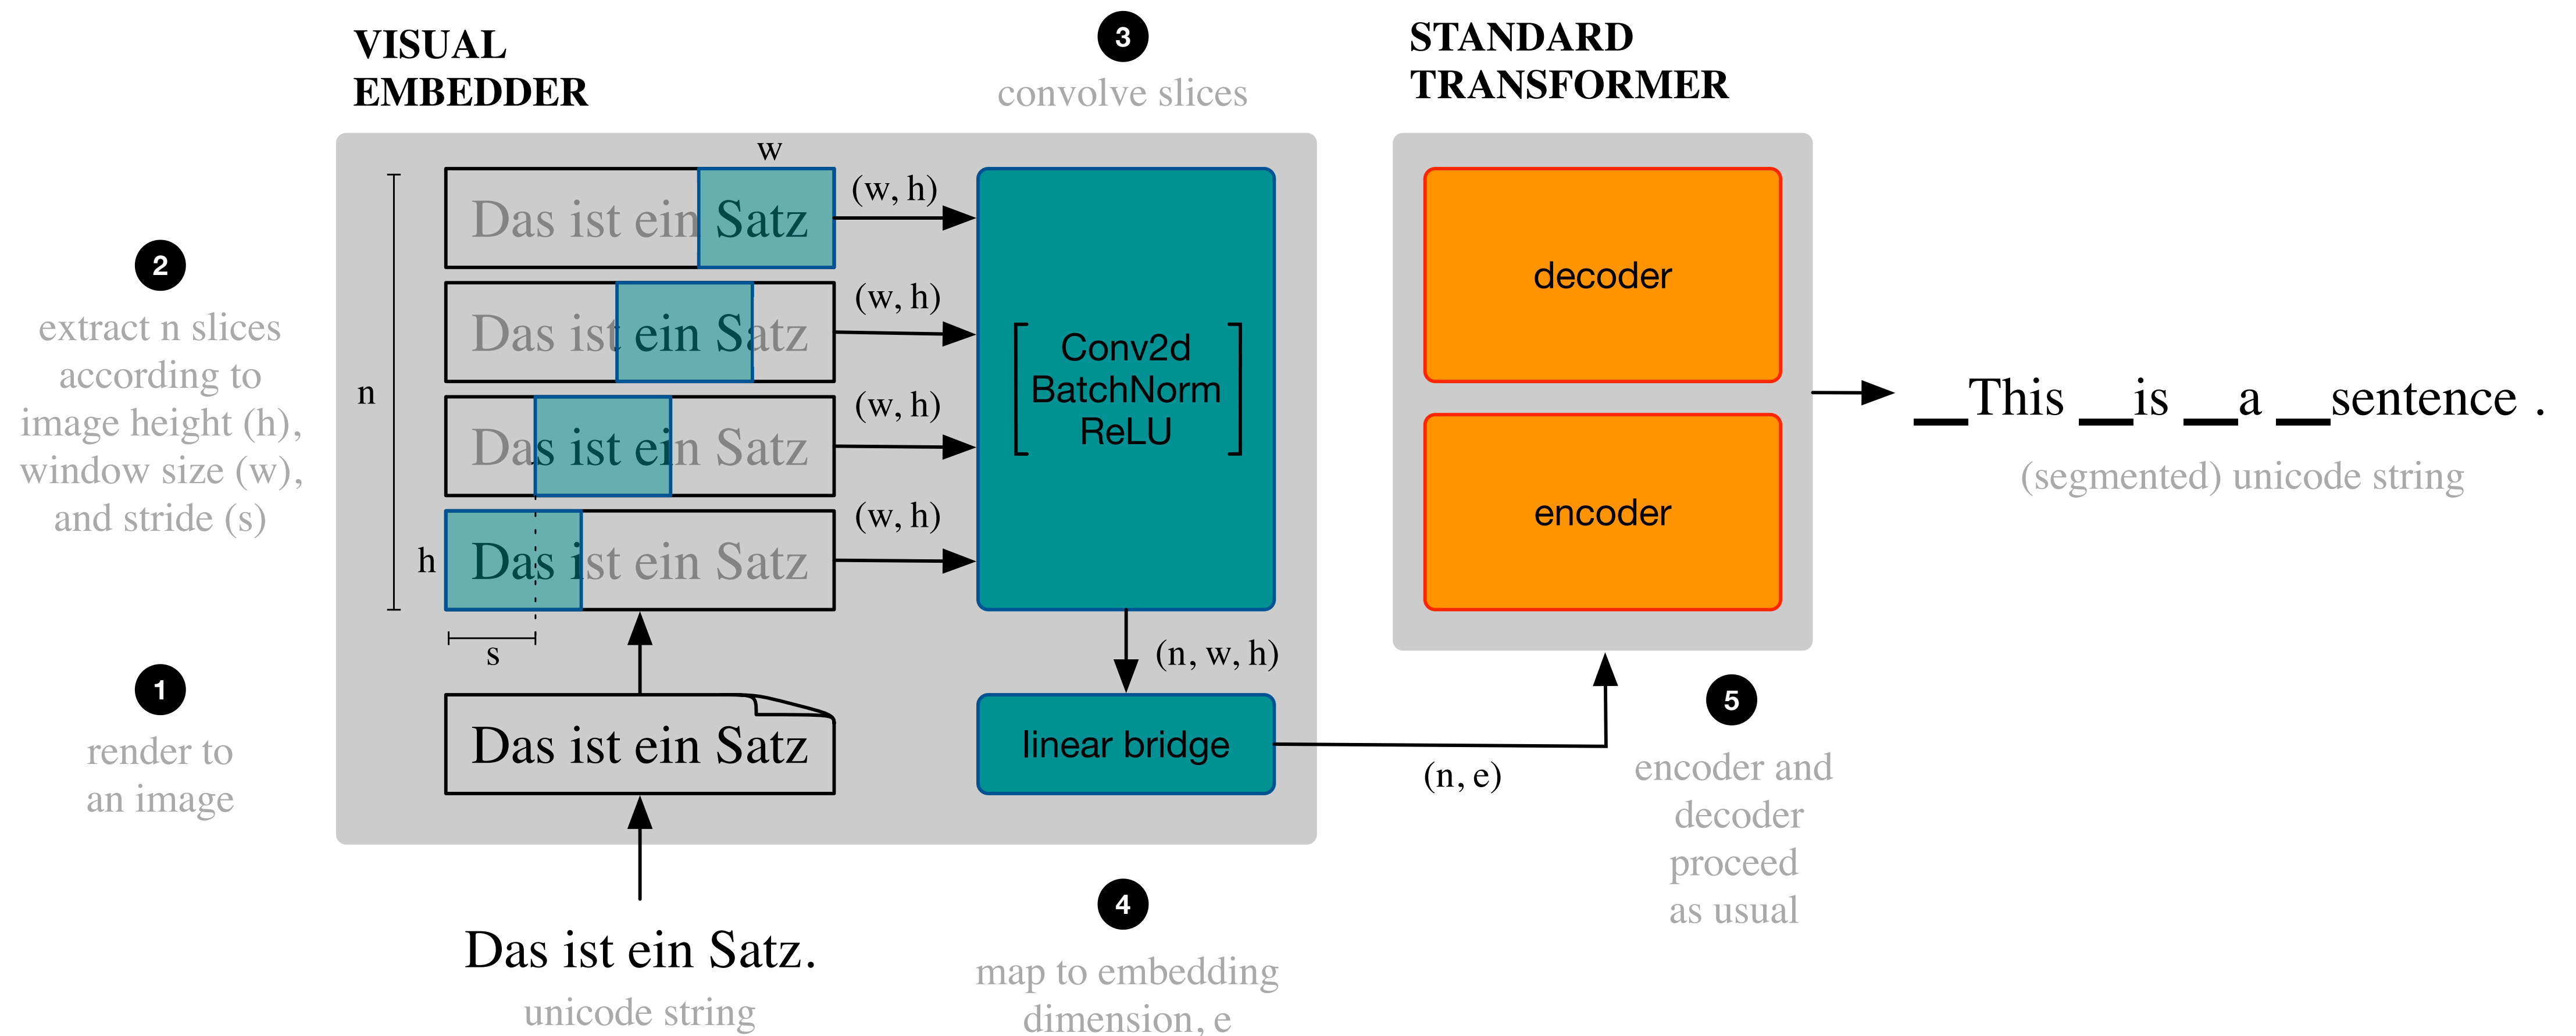 VISUAL
EMBEDDER
3
convolve slices
STANDARD
TRANSFORMER
2
extract n slices
according to
image height (h),
window size (w),
and stride (s)
1
render to
an image
w
n
h
s
Das ist ein Satz
(w, h)
Das ist ein Satz
(w, h)
Das ist ein Satz
(w, h)
Das ist ein Satz
(w, h)
Das ist ein Satz
Das ist ein Satz.
unicode string
Conv2d
BatchNorm
ReLU
(n, w, h)
linear bridge
(n, e)
4
map to embedding
dimension, e
decoder
encoder
5
encoder and
decoder
proceed
as usual
__This __is __a __sentence .
(segmented) unicode string